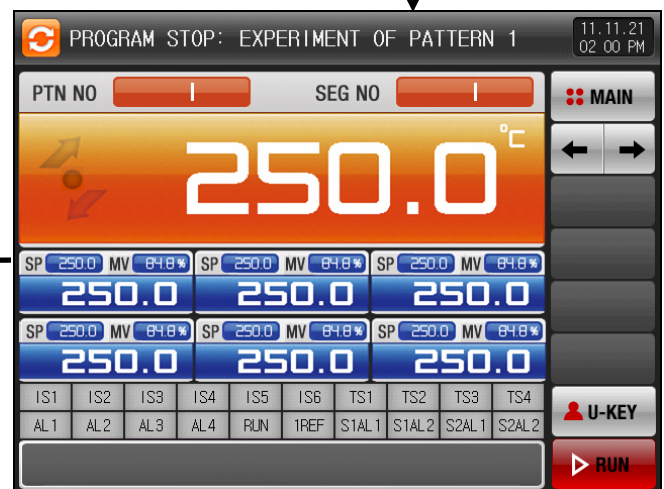 PROGRAM STOP: EXPERIMENT OF PATTERN 1
11.11.21
02 00 PM
PTN NO 1 SEG NO 1
MAIN
250.0 °C
SP 250.0 MV 84.8% SP 250.0 MV 84.8% SP 250.0 MV 84.8%
250.0 250.0 250.0
SP 250.0 MV 84.8% SP 250.0 MV 84.8% SP 250.0 MV 84.8%
250.0 250.0 250.0
IS1 IS2 IS3 IS4 IS5 IS6 TS1 TS2 TS3 TS4
AL1 AL2 AL3 AL4 RUN 1REF S1AL1 S1AL2 S2AL1 S2AL2
U-KEY
RUN